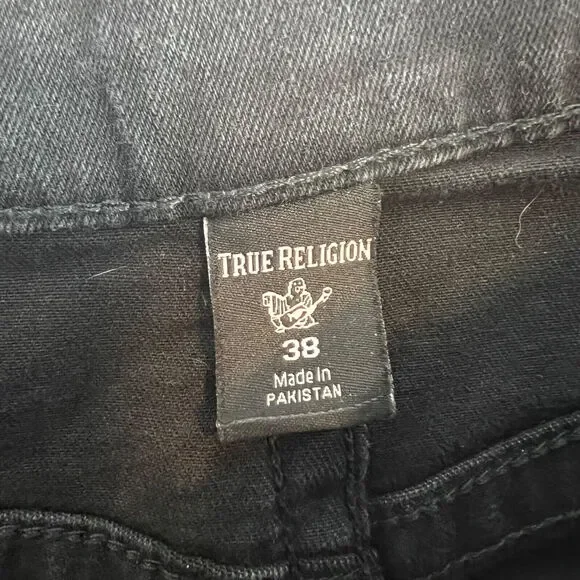 TRUE RELIGION
38
Made In
PAKISTAN